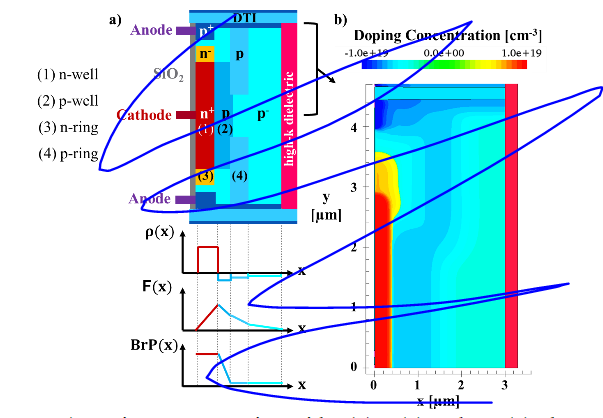 a)
DTI
b)
Anode
p+
Doping Concentration [cm-3]
n-
p
-1.0e+19 0.0e+00 1.0e+19
(1) n-well
SiO2
(2) p-well
Cathode
n+
p
p-
high-k dielectric
(1)
(2)
(3) n-ring
(4) p-ring
(3)
(4)
Anode
y
[μm]
4
3
2
1
0
ρ(x)
x
F(x)
x
BrP(x)
x
0 1 2 3
x [μm]